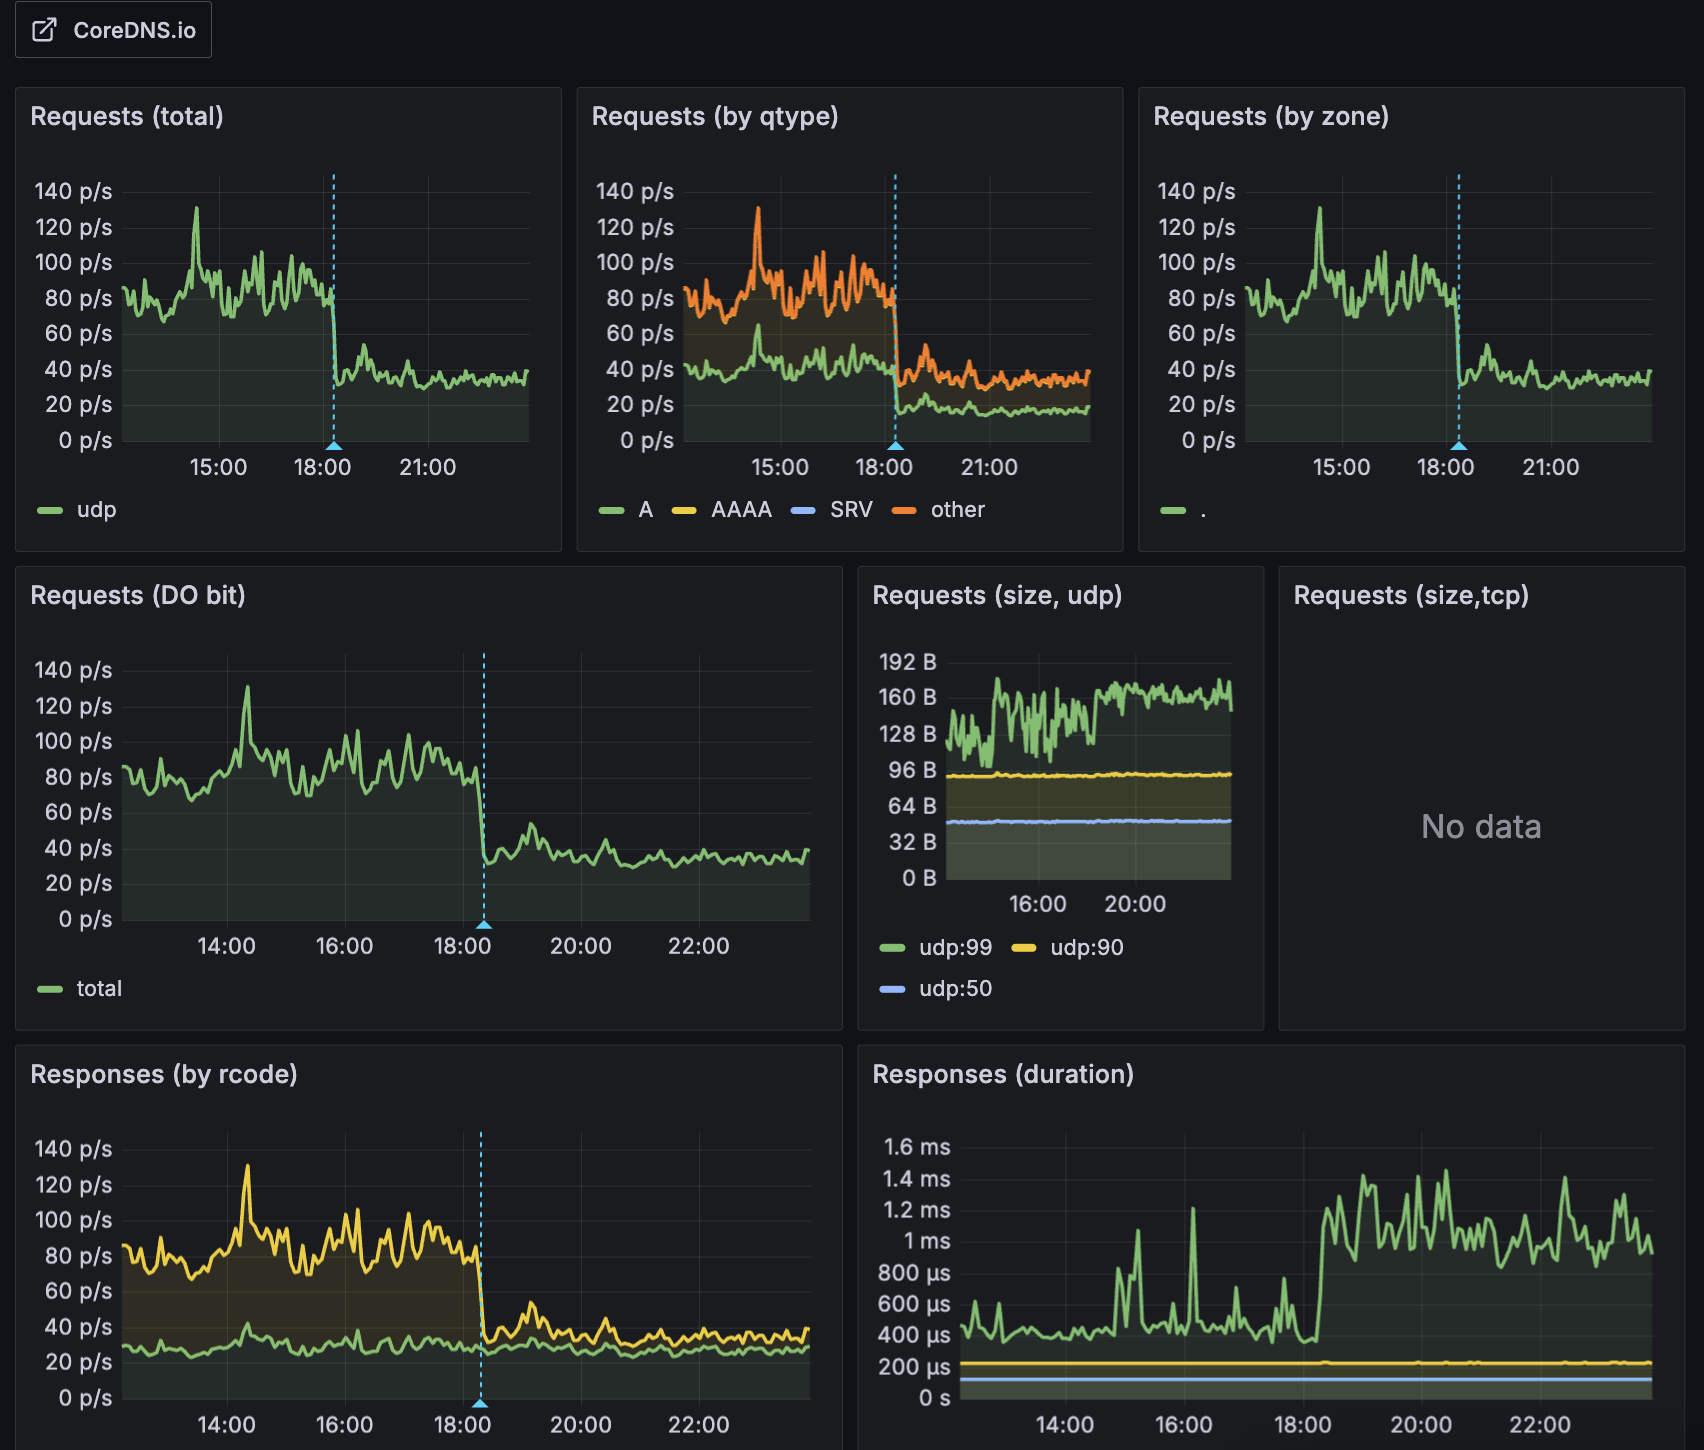 CoreDNS.io
Requests (total)
140 p/s
120 p/s
100 p/s
80 p/s
60 p/s
40 p/s
20 p/s
0 p/s
15:00 18:00 21:00
udp
Requests (by qtype)
140 p/s
120 p/s
100 p/s
80 p/s
60 p/s
40 p/s
20 p/s
0 p/s
15:00 18:00 21:00
A AAAA SRV other
Requests (by zone)
140 p/s
120 p/s
100 p/s
80 p/s
60 p/s
40 p/s
20 p/s
0 p/s
15:00 18:00 21:00
.
Requests (DO bit)
140 p/s
120 p/s
100 p/s
80 p/s
60 p/s
40 p/s
20 p/s
0 p/s
14:00 16:00 18:00 20:00 22:00
total
Requests (size, udp)
192 B
160 B
128 B
96 B
64 B
32 B
0 B
16:00 20:00
udp:99 udp:90
udp:50
Requests (size,tcp)
No data
Responses (by rcode)
140 p/s
120 p/s
100 p/s
80 p/s
60 p/s
40 p/s
20 p/s
0 p/s
14:00 16:00 18:00 20:00 22:00
Responses (duration)
1.6 ms
1.4 ms
1.2 ms
1 ms
800 µs
600 µs
400 µs
200 µs
0 s
14:00 16:00 18:00 20:00 22:00